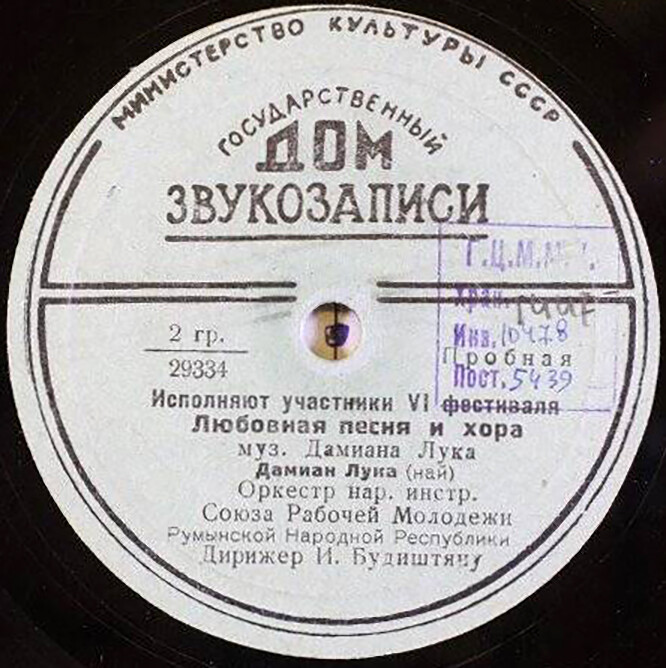 МИНИСТЕРСТВО КУЛЬТУРЫ СССР
ГОСУДАРСТВЕННЫЙ
ДОМ
ЗВУКОЗАПИСИ
Г.Ц.М.М.
Хран.
Инв. 10478
Пост. 5439
2 гр.
29334
Пробная
Исполняют участники VI фестиваля
Любовная песня и хора
муз. Дамиана Лука
Дамиан Лука (най)
Оркестр нар. инстр.
Союза Рабочей Молодежи
Румынской Народной Республики
Дирижер И. Будиштяну